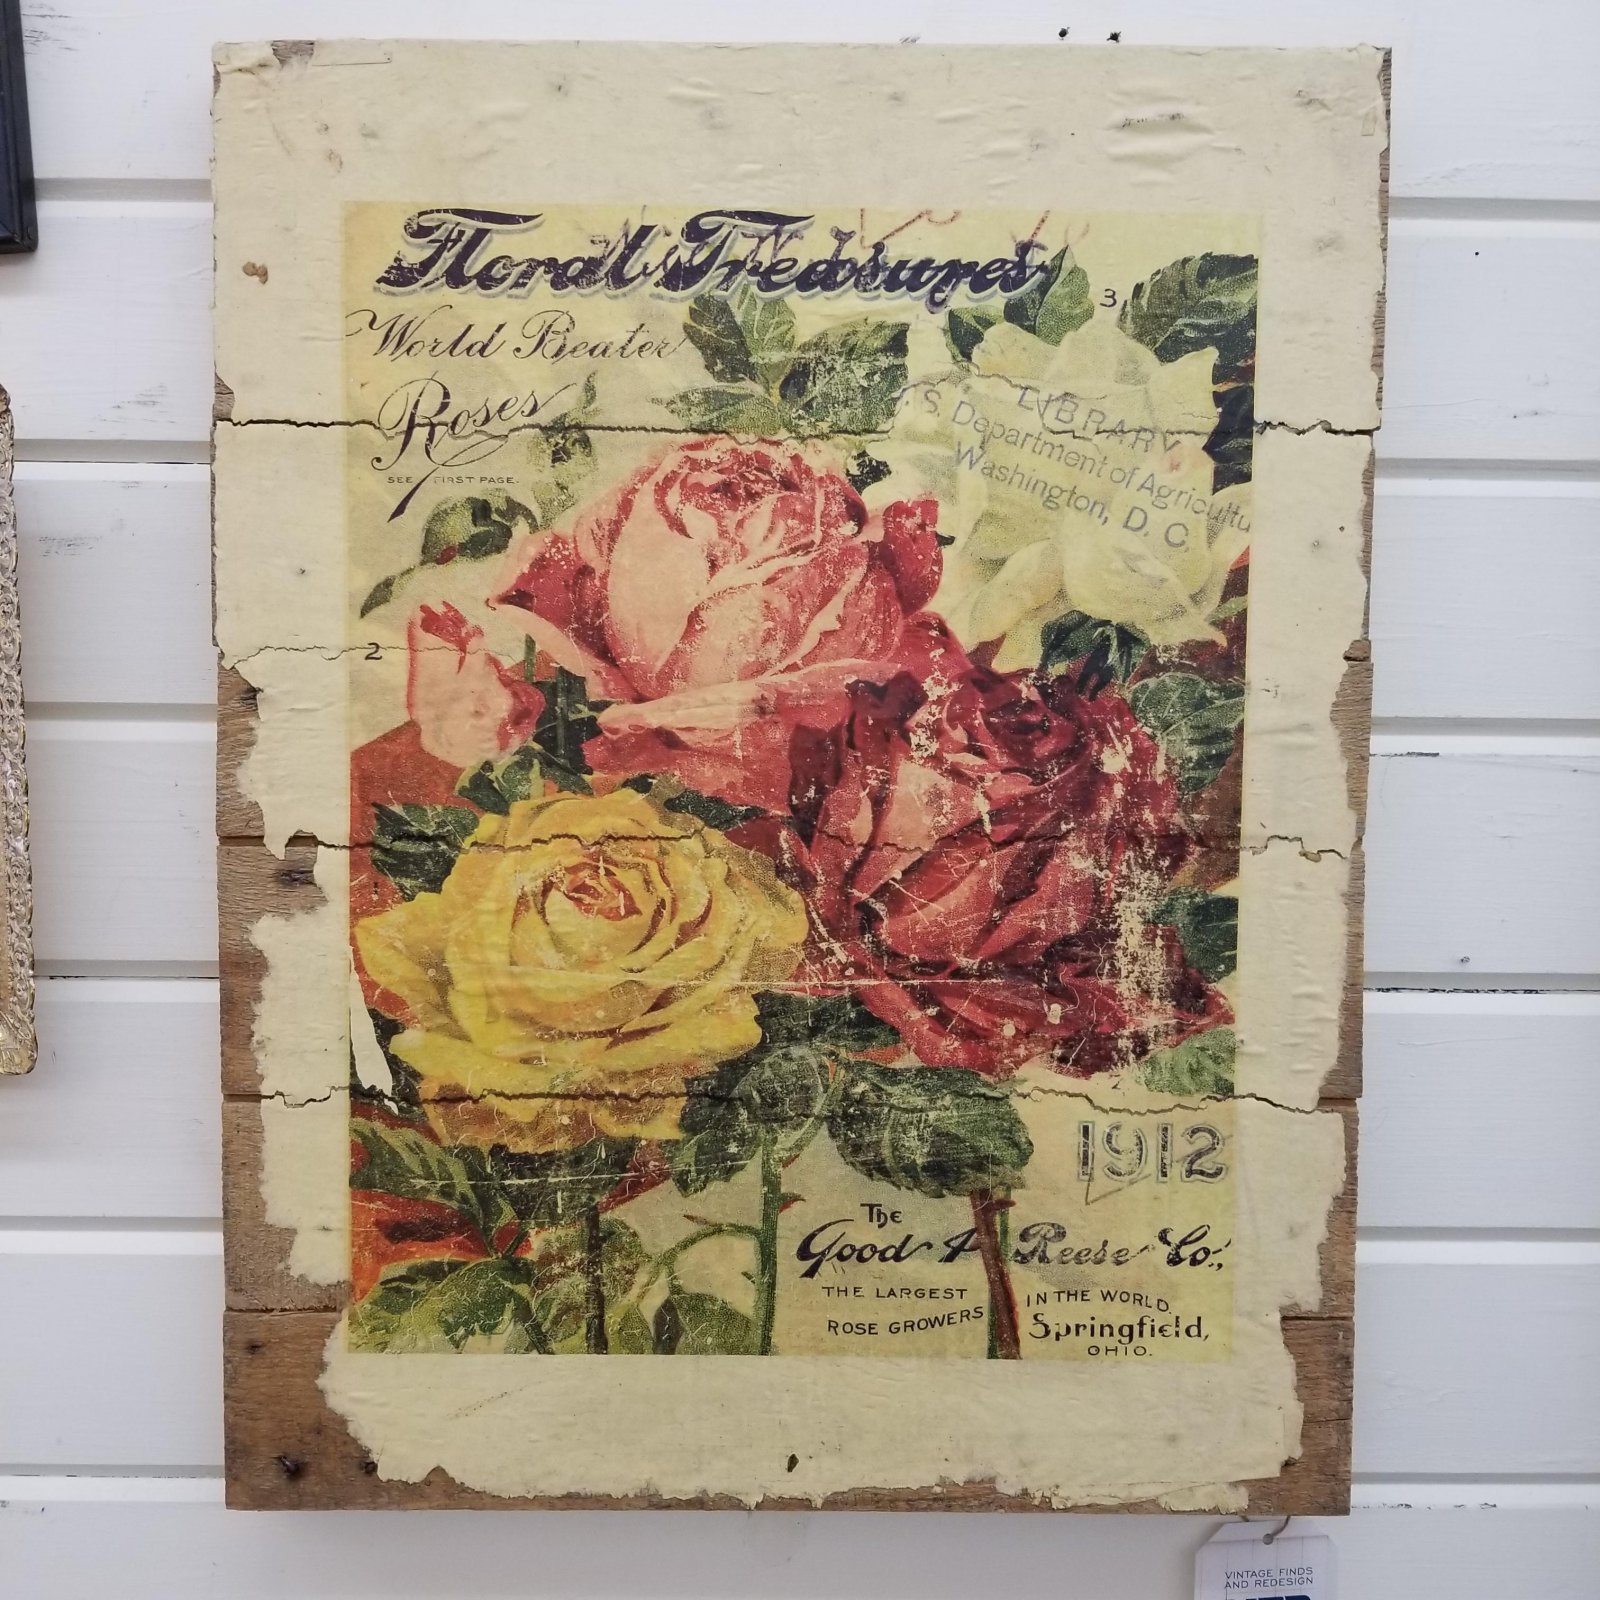 Floral Treasures
3
World Beater
Roses
SEE FIRST PAGE.
LIBRARY
S. Department of Agricultu
Washington, D. C.
2
1912
The
Good & Reese Co.,
THE LARGEST
ROSE GROWERS
IN THE WORLD.
Springfield,
OHIO.
VINTAGE FINDS
AND REDESIGN